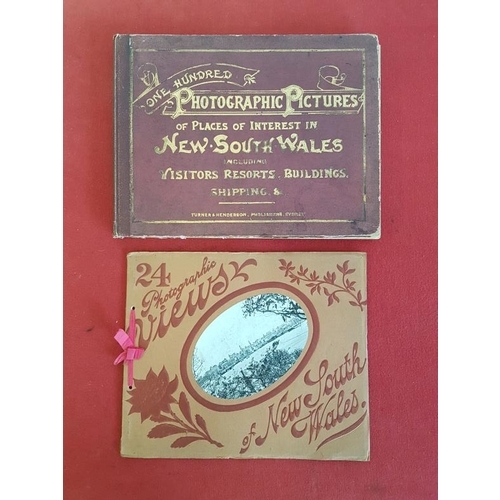 ONE HUNDRED
PHOTOGRAPHIC PICTURES
OF PLACES OF INTEREST IN
NEW·SOUTH·WALES
INCLUDING
VISITORS RESORTS. BUILDINGS.
SHIPPING. &
TURNER & HENDERSON, PUBLISHERS, SYDNEY
24
Photographic
Views
of New South
Wales.